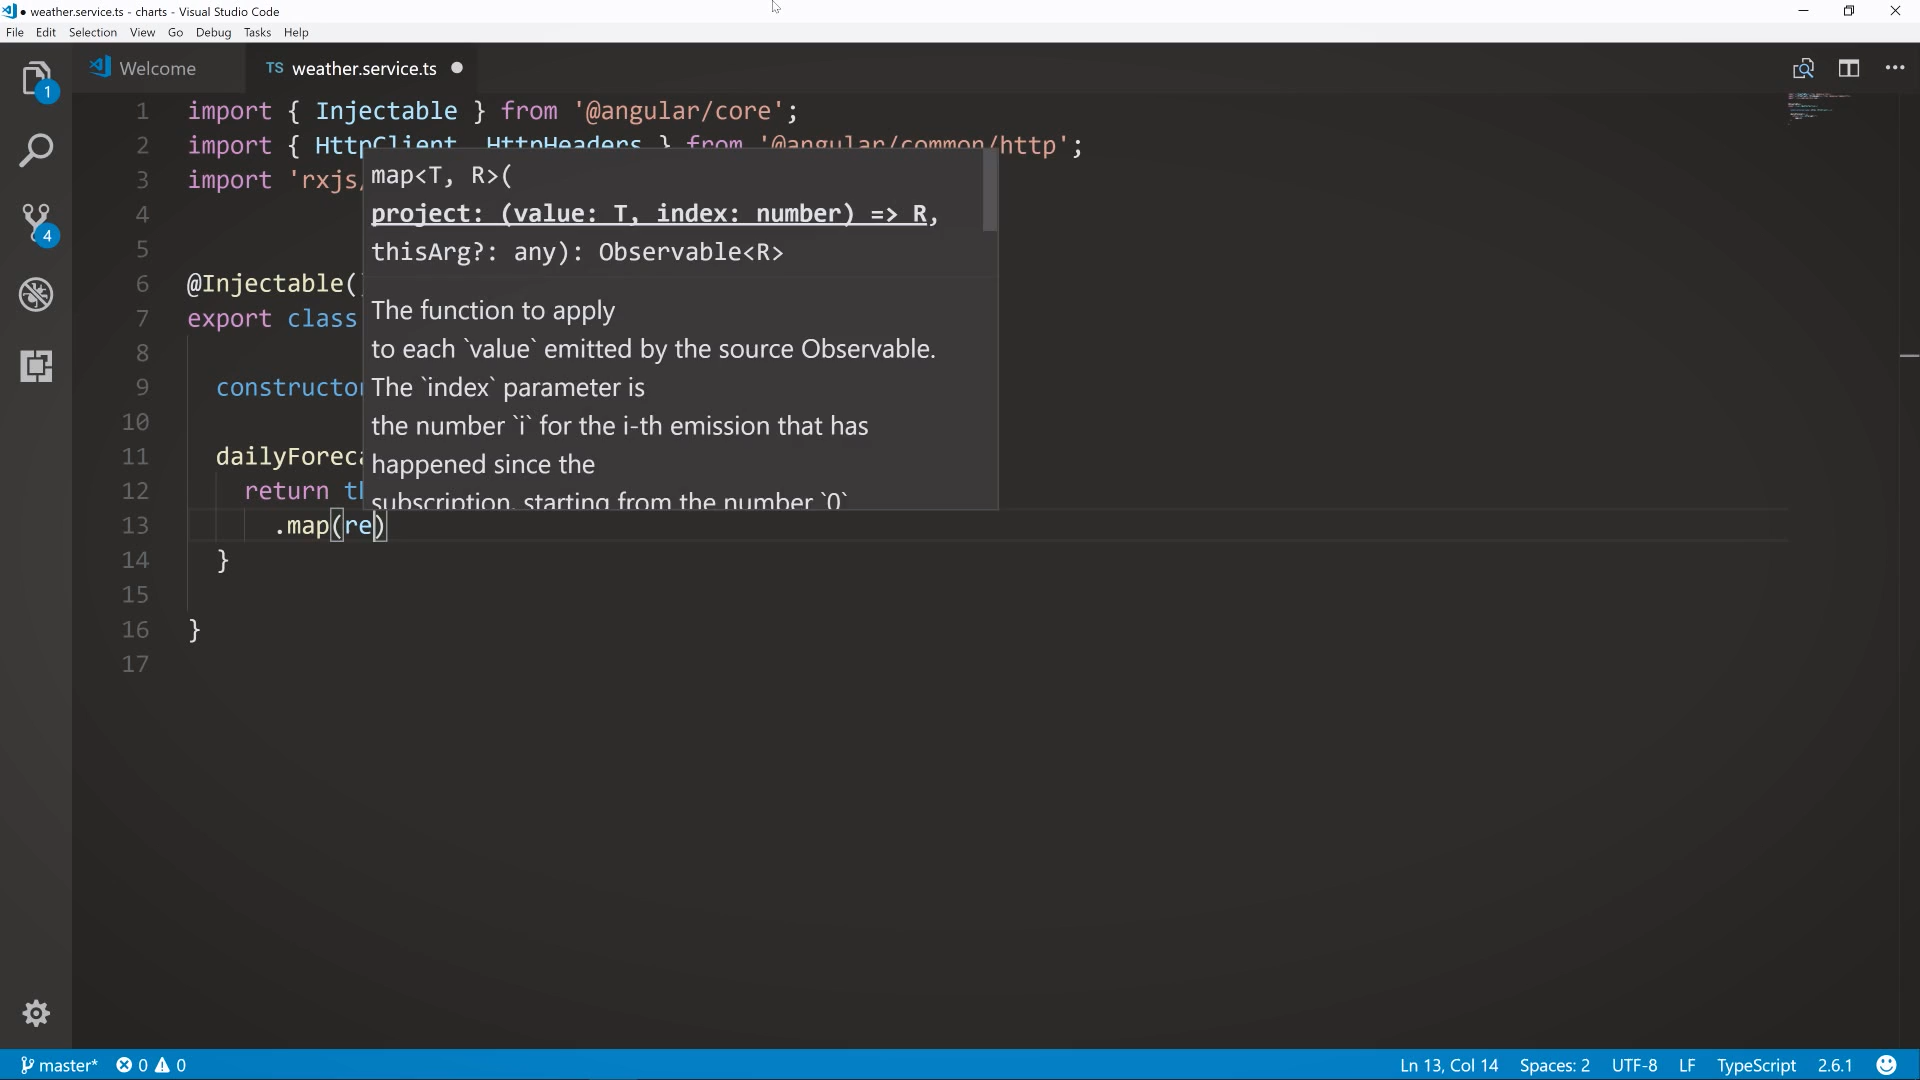 ● weather.service.ts - charts - Visual Studio Code
File Edit Selection View Go Debug Tasks Help
Welcome TS weather.service.ts ●
1 import { Injectable } from '@angular/core';
2 import { HttpClient, HttpHeaders } from '@angular/common/http';
3 import 'rxjs/
4
5
6 @Injectable(
7 export class
8
9 constructor
10
11 dailyForeca
12 return th
13 .map(re)
14 }
15
16 }
17
map<T, R>(
project: (value: T, index: number) => R,
thisArg?: any): Observable<R>
The function to apply
to each `value` emitted by the source Observable.
The `index` parameter is
the number `i` for the i-th emission that has
happened since the
subscription, starting from the number `0`
1
4
master* 0 0 Ln 13, Col 14 Spaces: 2 UTF-8 LF TypeScript 2.6.1